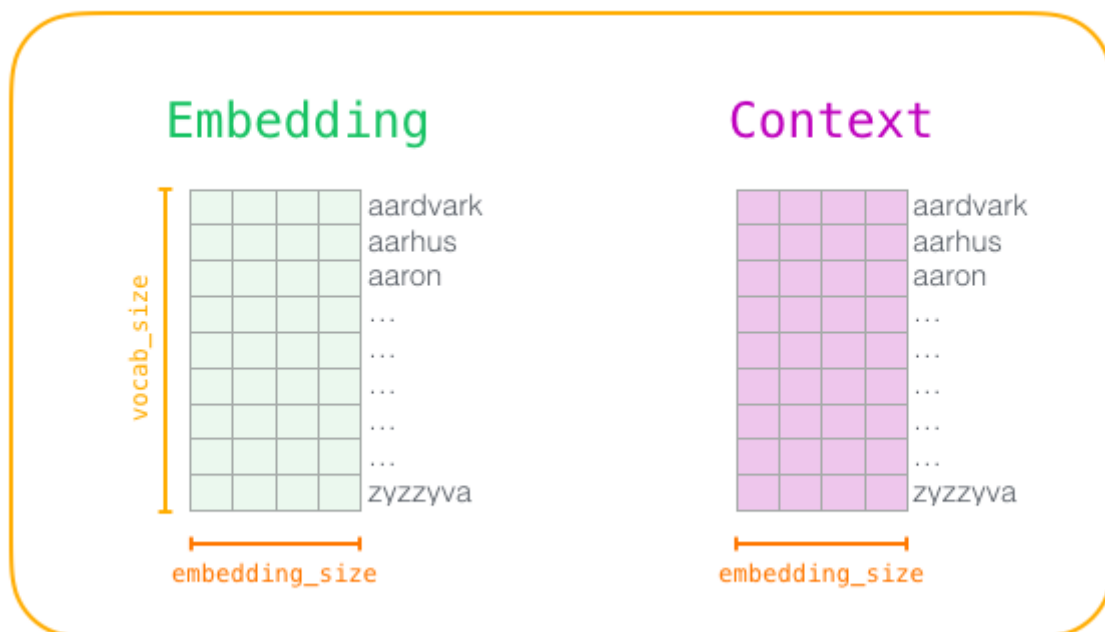 Embedding
Context
vocab_size
aardvark
aarhus
aaron
...
...
...
...
...
zyzzyva
embedding_size
aardvark
aarhus
aaron
...
...
...
...
...
zyzzyva
embedding_size